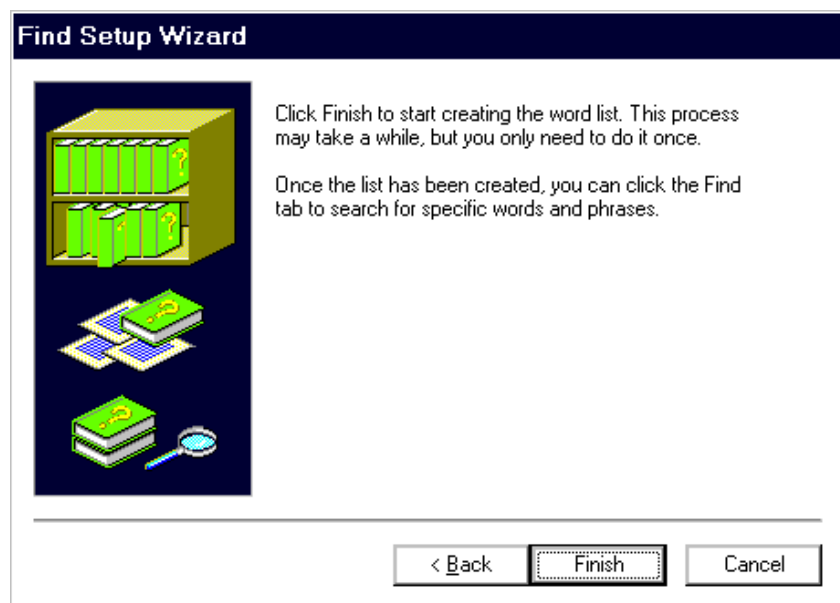 Find Setup Wizard
Click Finish to start creating the word list. This process
may take a while, but you only need to do it once.
Once the list has been created, you can click the Find
tab to search for specific words and phrases.
< Back
Finish
Cancel